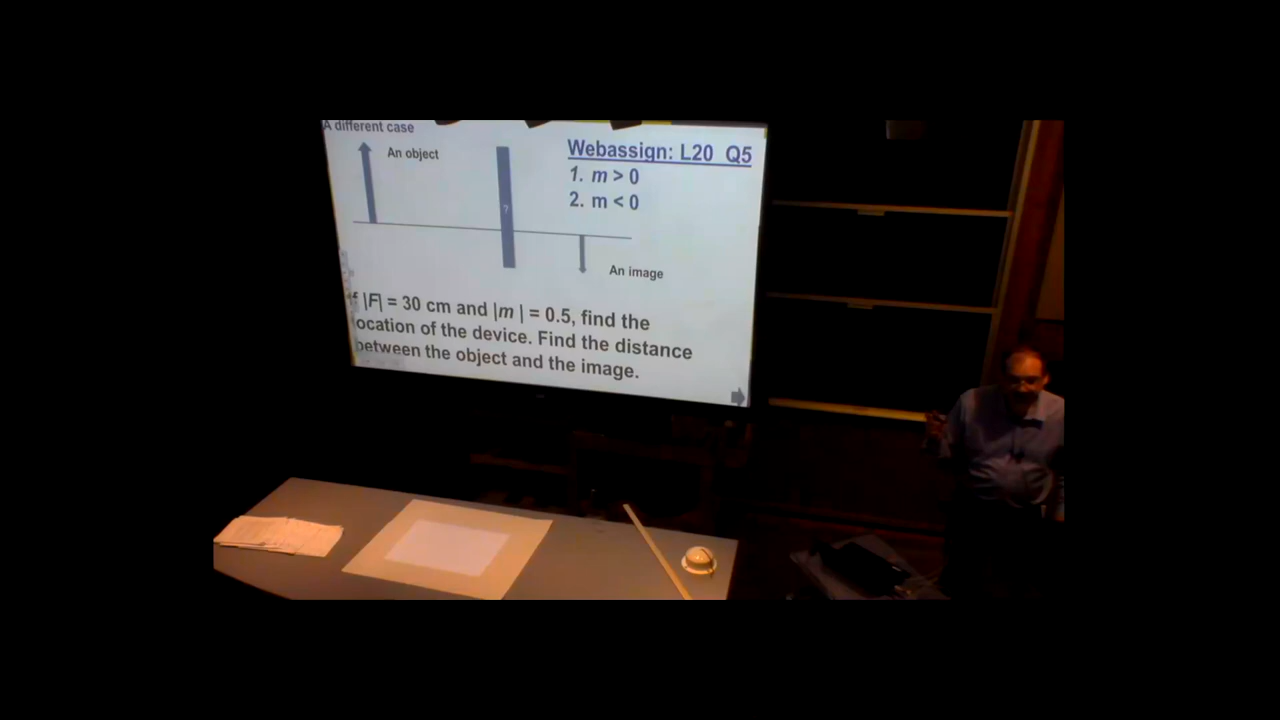 A different case
An object
Webassign: L20 Q5
1. m > 0
2. m < 0
?
An image
|F| = 30 cm and |m | = 0.5, find the
ocation of the device. Find the distance
between the object and the image.